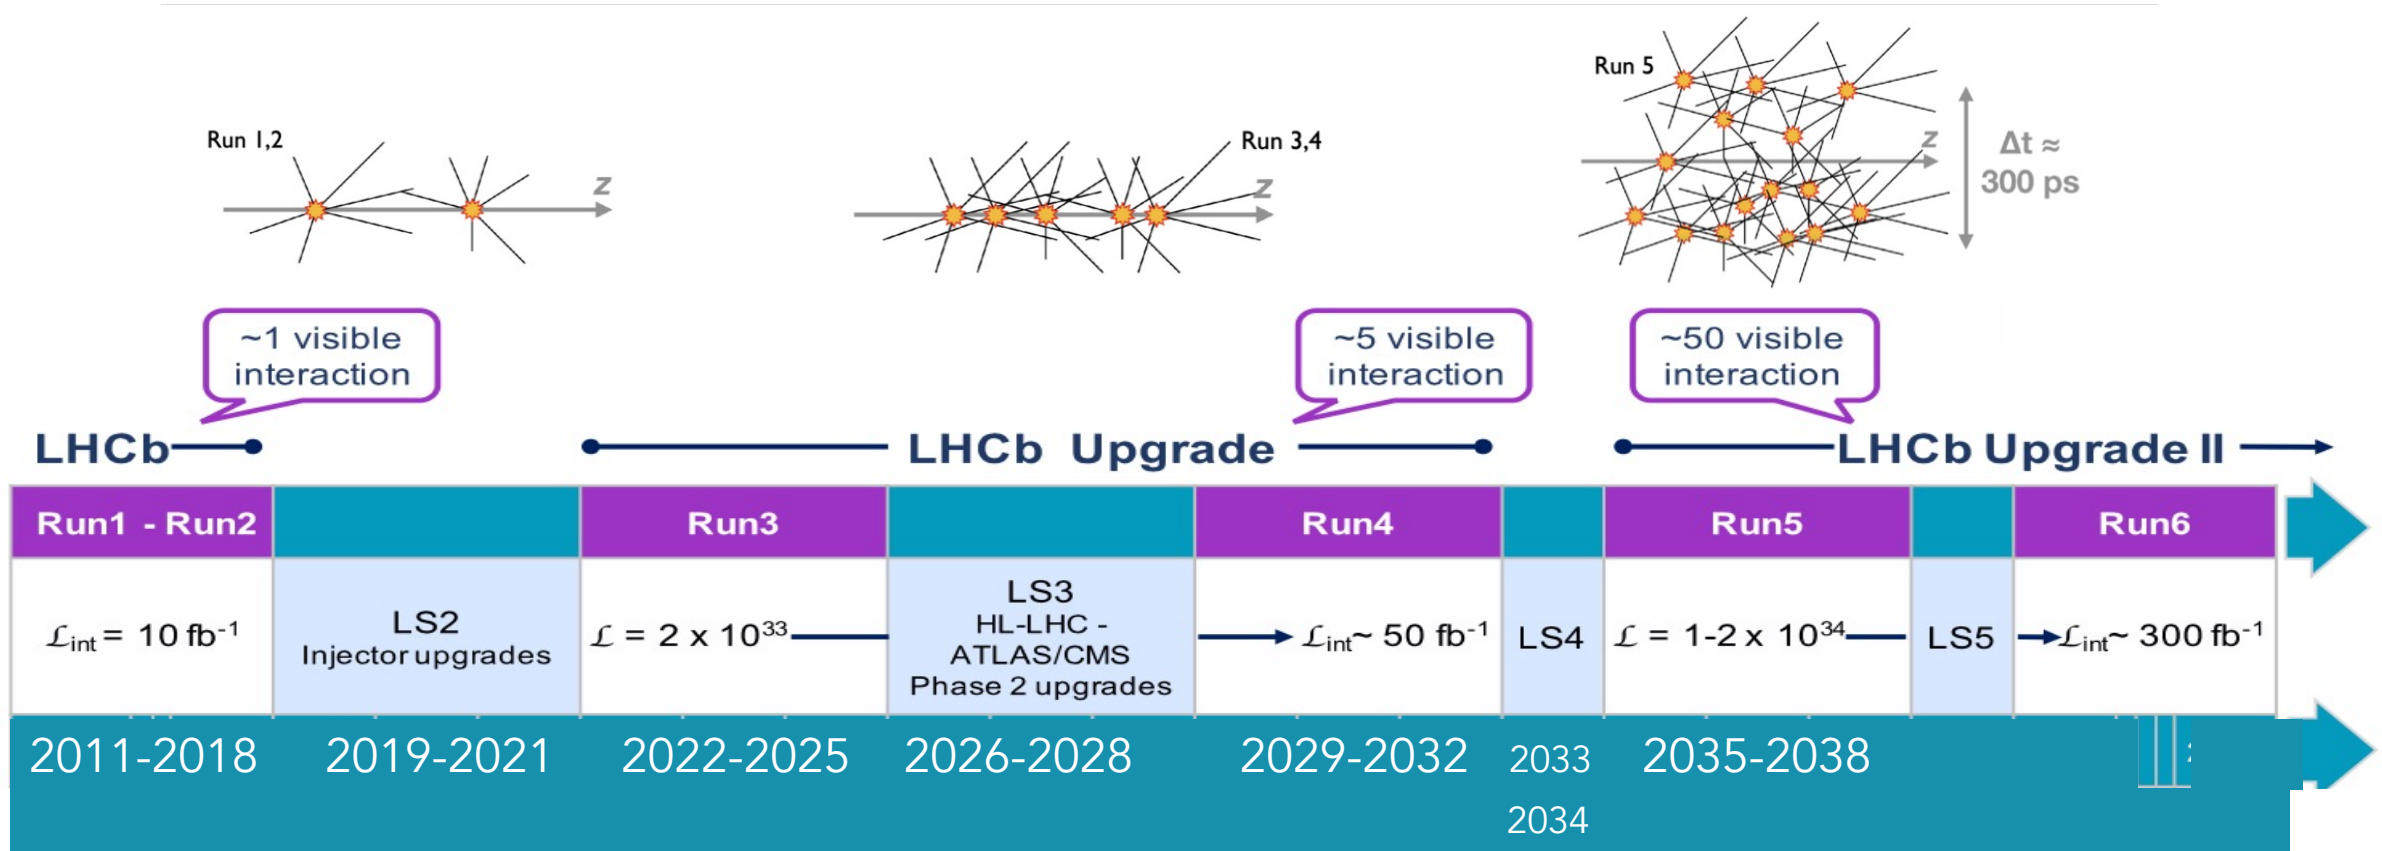 Run 1,2
z
Run 3,4
z
Run 5
z
Δt ≈
300 ps
~1 visible
interaction
~5 visible
interaction
~50 visible
interaction
LHCb
LHCb Upgrade
LHCb Upgrade II
Run1 - Run2
Run3
Run4
Run5
Run6
ℒint = 10 fb-1
LS2
Injector upgrades
ℒ = 2 x 10³³
LS3
HL-LHC -
ATLAS/CMS
Phase 2 upgrades
ℒint~ 50 fb-1
LS4
ℒ = 1-2 x 10³⁴
LS5
ℒint~ 300 fb-1
2011-2018
2019-2021
2022-2025
2026-2028
2029-2032
2033
2034
2035-2038